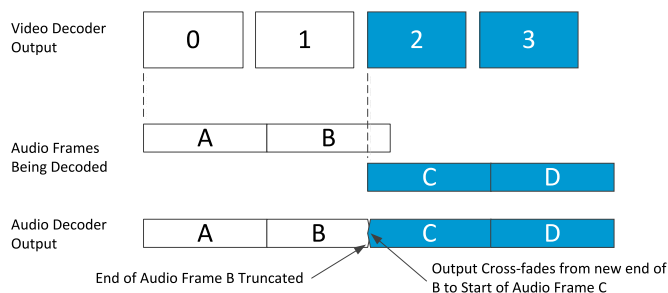 Video Decoder
Output
0 1 2 3
A B
Audio Frames
Being Decoded
C D
Audio Decoder
Output
A B C D
End of Audio Frame B Truncated
Output Cross-fades from new end of
B to Start of Audio Frame C